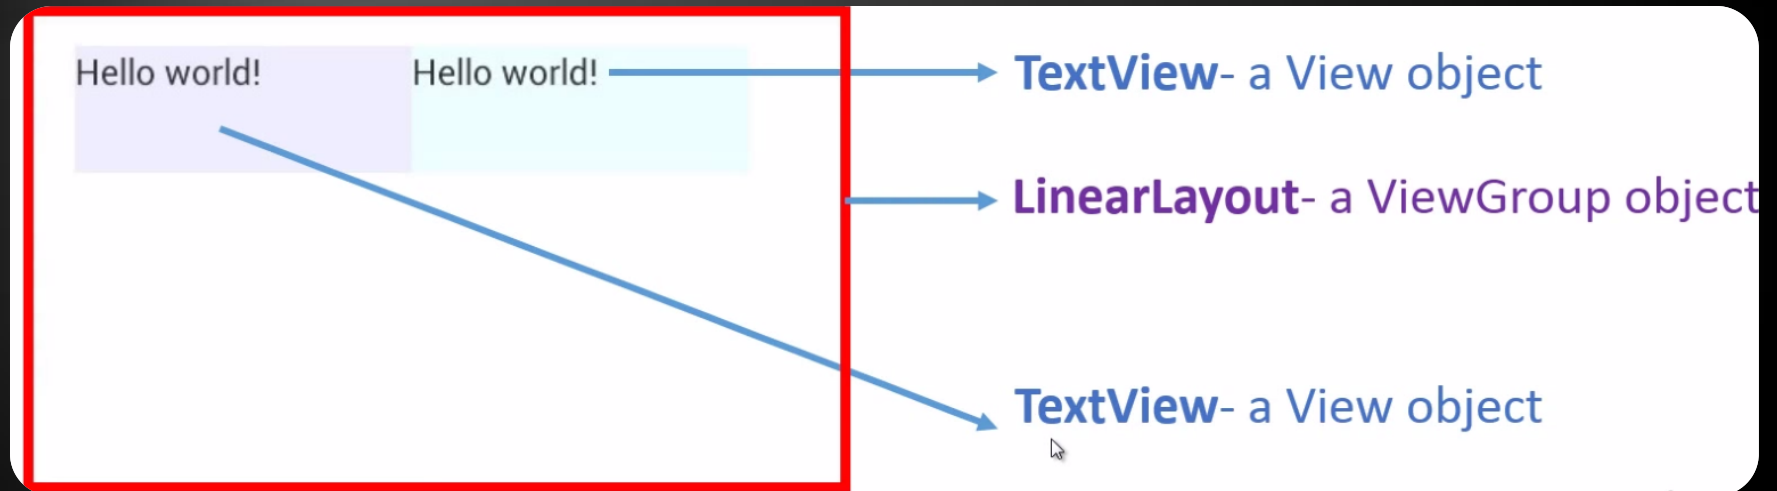 Hello world! Hello world! TextView- a View object
LinearLayout- a ViewGroup object
TextView- a View object